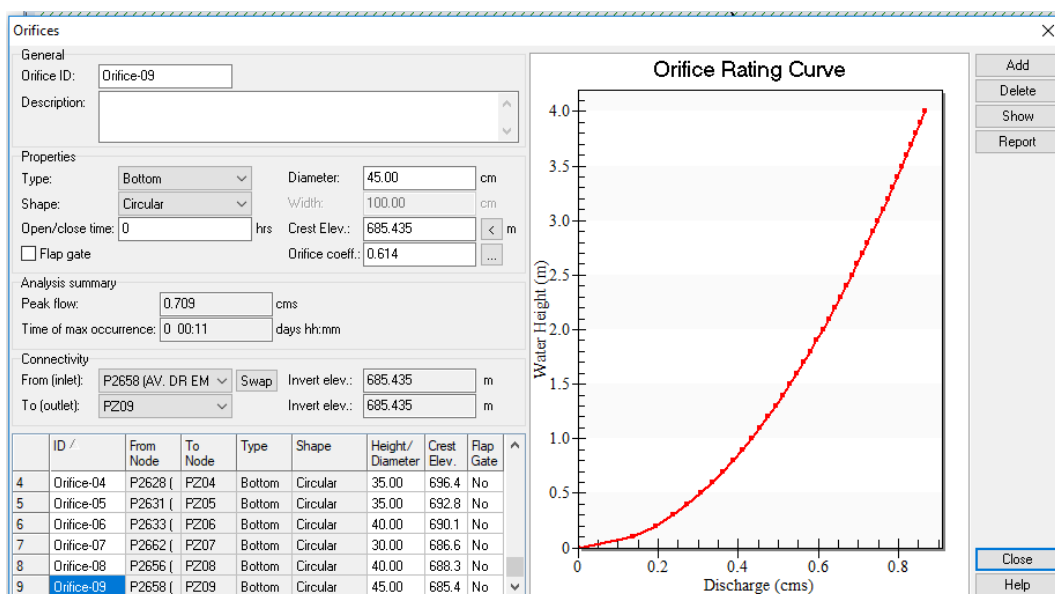 Orifices
General
Orifice ID: Orifice-09
Description:
Properties
Type: Bottom Diameter: 45.00 cm
Shape: Circular Width: 100.00 cm
Open/close time: 0 hrs Crest Elev.: 685.435 < m
Flap gate Orifice coeff.: 0.614 ...
Analysis summary
Peak flow: 0.709 cms
Time of max occurrence: 0 00:11 days hh:mm
Connectivity
From (inlet): P2658 (AV. DR EM Swap Invert elev.: 685.435 m
To (outlet): PZ09 Invert elev.: 685.435 m
ID From Node To Node Type Shape Height/ Diameter Crest Elev. Flap Gate
4 Orifice-04 P2628 ( PZ04 Bottom Circular 35.00 696.4 No
5 Orifice-05 P2631 ( PZ05 Bottom Circular 35.00 692.8 No
6 Orifice-06 P2633 ( PZ06 Bottom Circular 40.00 690.1 No
7 Orifice-07 P2662 ( PZ07 Bottom Circular 30.00 686.6 No
8 Orifice-08 P2656 ( PZ08 Bottom Circular 40.00 688.3 No
9 Orifice-09 P2658 ( PZ09 Bottom Circular 45.00 685.4 No
Orifice Rating Curve
Water Height (m)
4.0
3.5
3.0
2.5
2.0
1.5
1.0
0.5
0
0 0.2 0.4 0.6 0.8
Discharge (cms)
Add
Delete
Show
Report
Close
Help